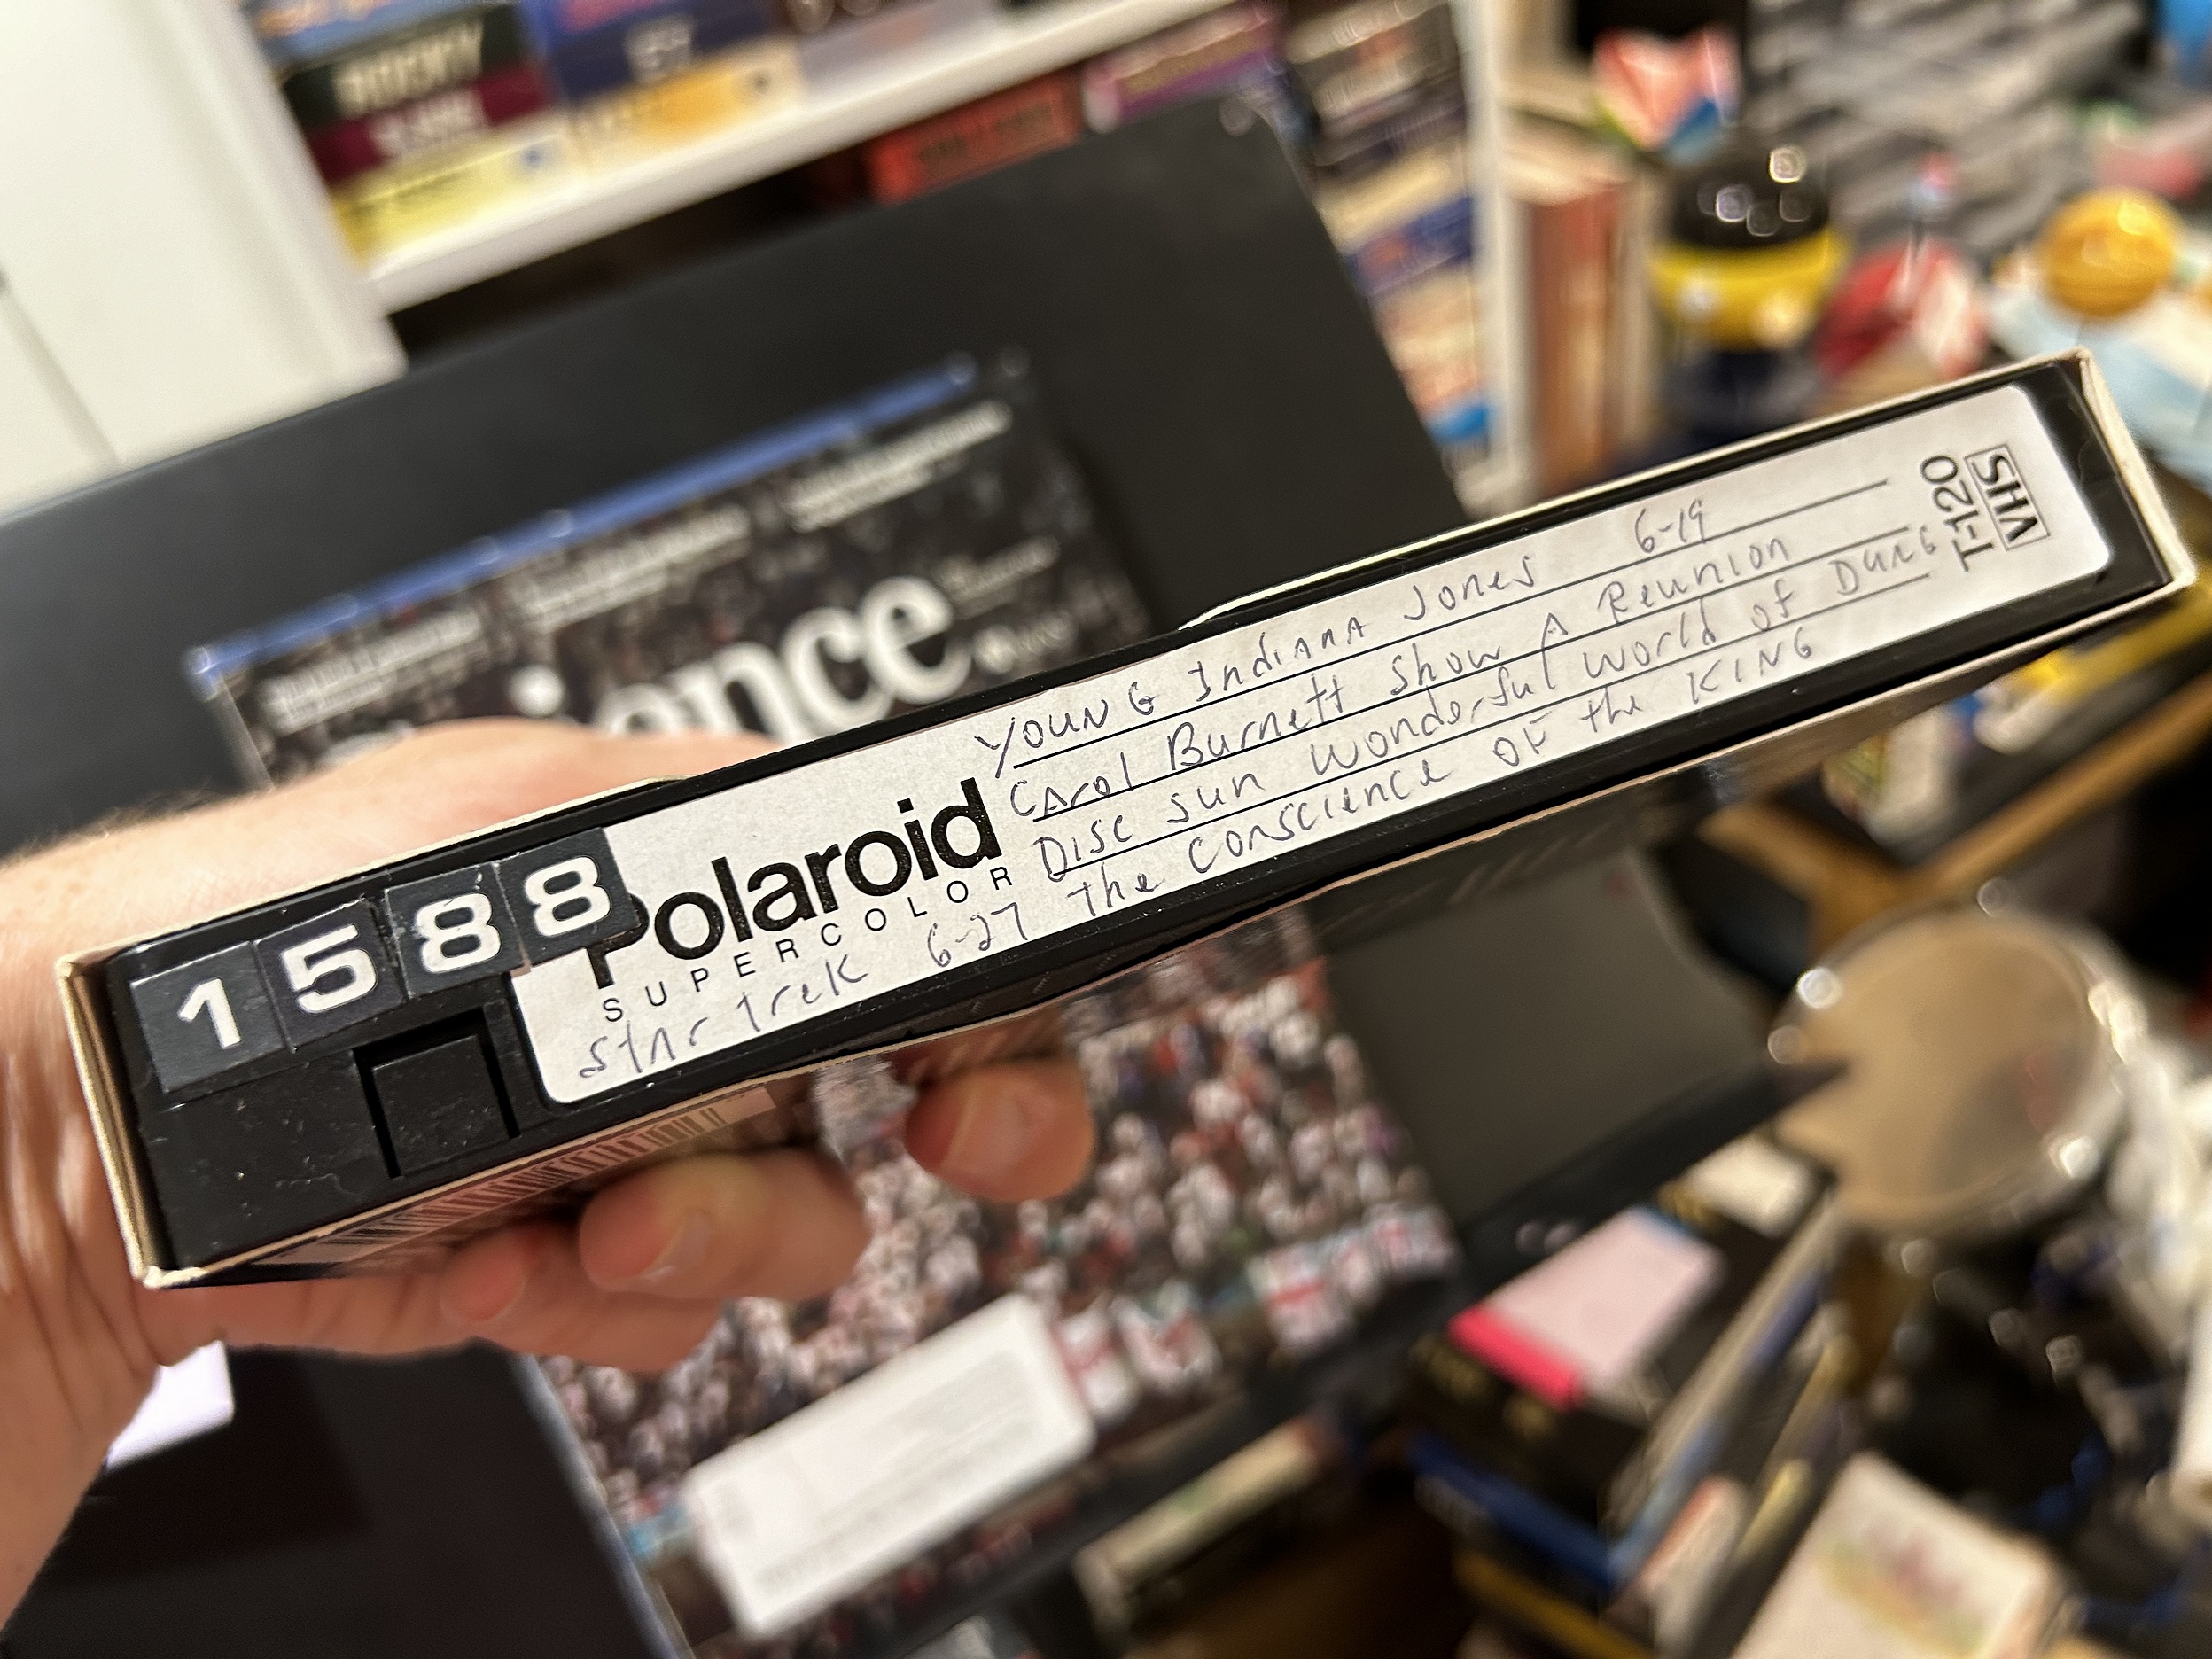 1588
Polaroid
SUPERCOLOR
YOUNG Indiana Jones 6-19
Carol Burnett Show A Reunion
Disc sun wonderful world of Dung
Star Trek 6-27 The Conscience OF the KING
T-120
VHS
ience.